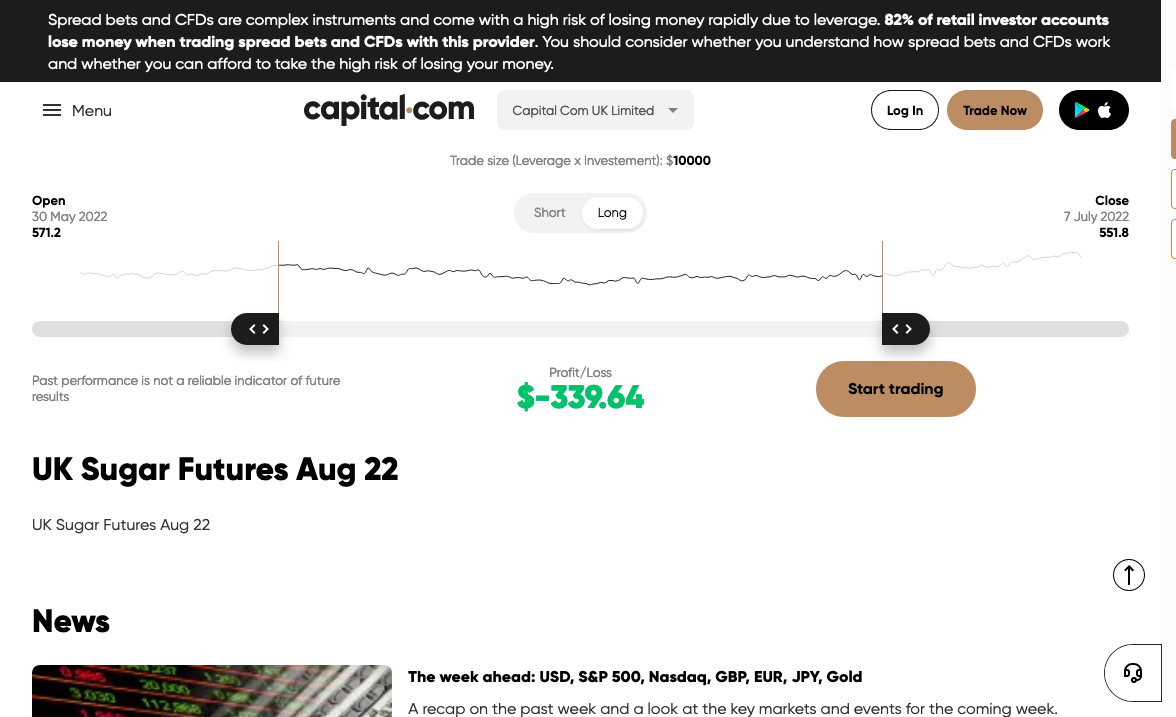 Spread bets and CFDs are complex instruments and come with a high risk of losing money rapidly due to leverage. 82% of retail investor accounts
lose money when trading spread bets and CFDs with this provider. You should consider whether you understand how spread bets and CFDs work
and whether you can afford to take the high risk of losing your money.
Menu
capital.com
Capital Com UK Limited
Log In
Trade Now
Trade size (Leverage x Investement): $10000
Open
30 May 2022
571.2
Short
Long
Close
7 July 2022
551.8
Past performance is not a reliable indicator of future
results
Profit/Loss
$-339.64
Start trading
UK Sugar Futures Aug 22
UK Sugar Futures Aug 22
News
The week ahead: USD, S&P 500, Nasdaq, GBP, EUR, JPY, Gold
A recap on the past week and a look at the key markets and events for the coming week.
3,030
20,000